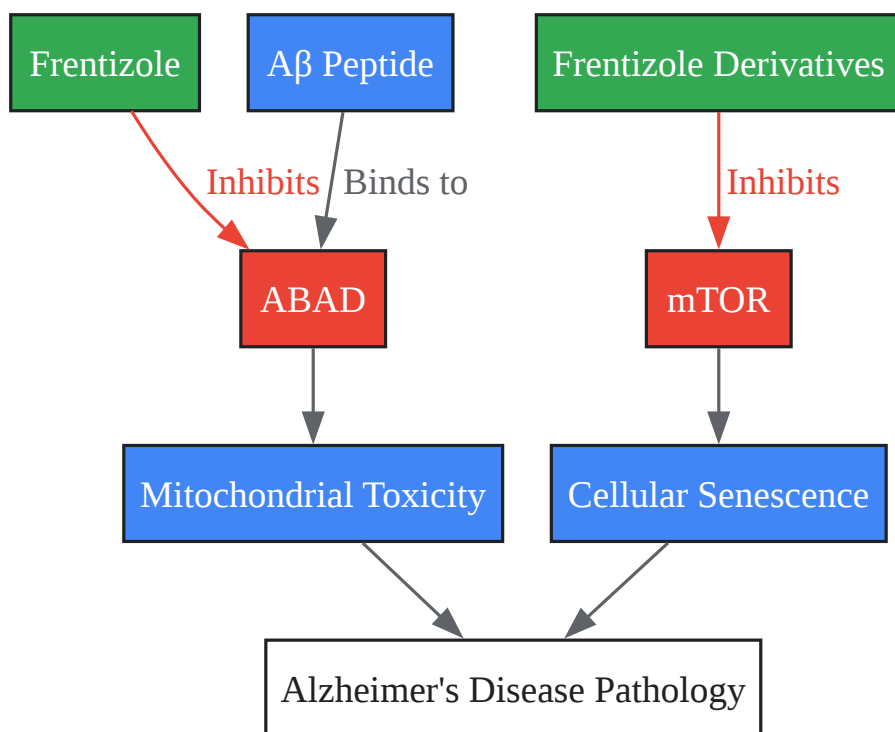 Frentizole
Aβ Peptide
Frentizole Derivatives
Inhibits
Binds to
Inhibits
ABAD
mTOR
Mitochondrial Toxicity
Cellular Senescence
Alzheimer's Disease Pathology